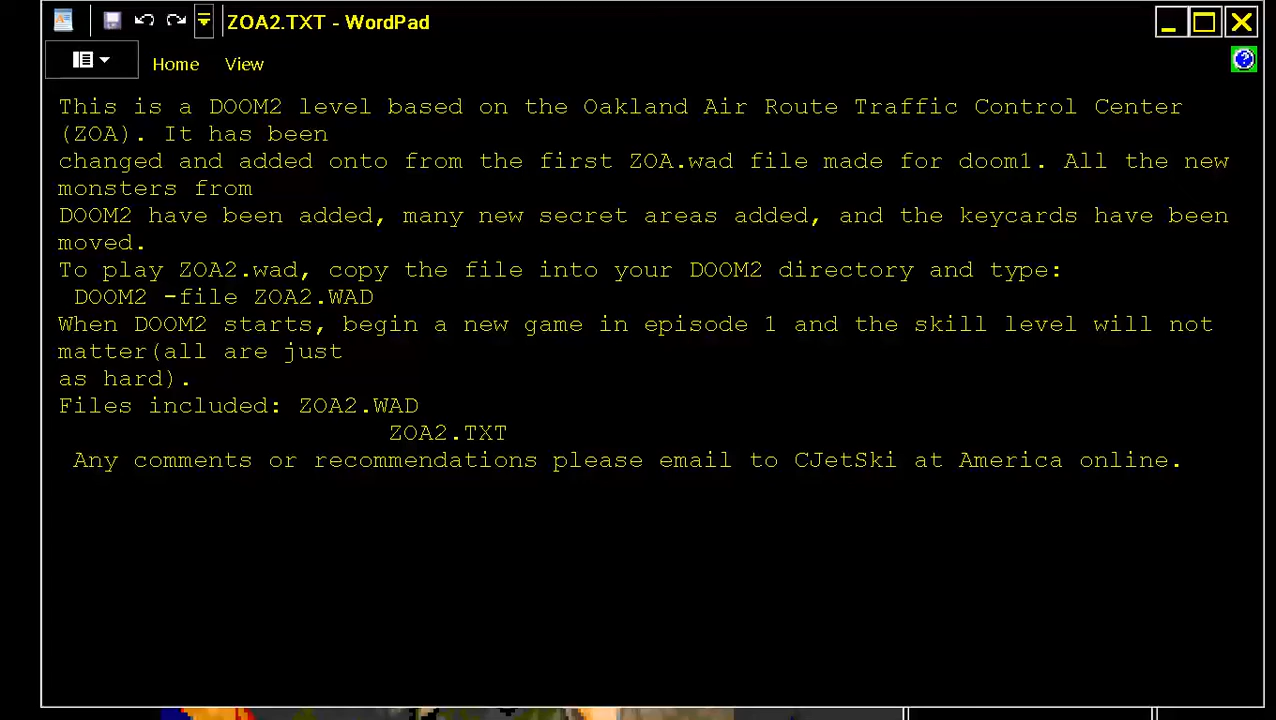 ZOA2.TXT - WordPad
Home View
This is a DOOM2 level based on the Oakland Air Route Traffic Control Center
(ZOA). It has been
changed and added onto from the first ZOA.wad file made for doom1. All the new
monsters from
DOOM2 have been added, many new secret areas added, and the keycards have been
moved.
To play ZOA2.wad, copy the file into your DOOM2 directory and type:
DOOM2 -file ZOA2.WAD
When DOOM2 starts, begin a new game in episode 1 and the skill level will not
matter(all are just
as hard).
Files included: ZOA2.WAD
ZOA2.TXT
Any comments or recommendations please email to CJetSki at America online.